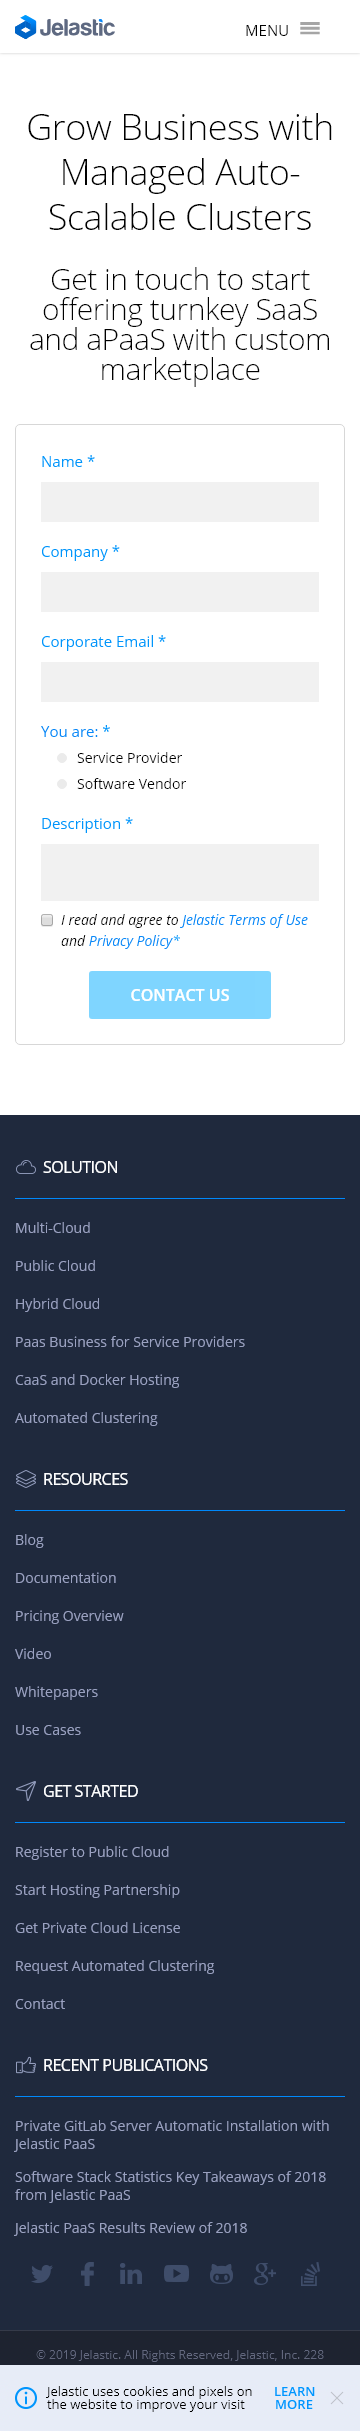 Jelastic
MENU
Grow Business with
Managed Auto-
Scalable Clusters
Get in touch to start
offering turnkey SaaS
and aPaaS with custom
marketplace
Name *
Company *
Corporate Email *
You are: *
Service Provider
Software Vendor
Description *
I read and agree to Jelastic Terms of Use
and Privacy Policy*
CONTACT US
SOLUTION
Multi-Cloud
Public Cloud
Hybrid Cloud
Paas Business for Service Providers
CaaS and Docker Hosting
Automated Clustering
RESOURCES
Blog
Documentation
Pricing Overview
Video
Whitepapers
Use Cases
GET STARTED
Register to Public Cloud
Start Hosting Partnership
Get Private Cloud License
Request Automated Clustering
Contact
RECENT PUBLICATIONS
Private GitLab Server Automatic Installation with
Jelastic PaaS
Software Stack Statistics Key Takeaways of 2018
from Jelastic PaaS
Jelastic PaaS Results Review of 2018
© 2019 Jelastic. All Rights Reserved, Jelastic, Inc. 228
Jelastic uses cookies and pixels on
the website to improve your visit
LEARN
MORE